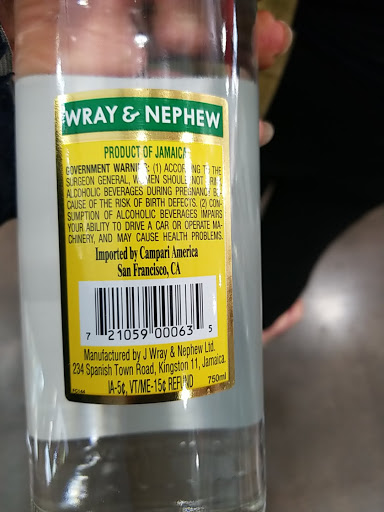 WRAY & NEPHEW
PRODUCT OF JAMAICA
GOVERNMENT WARNING: (1) ACCORDING TO THE
SURGEON GENERAL, WOMEN SHOULD NOT DRINK
ALCOHOLIC BEVERAGES DURING PREGNANCY BE-
CAUSE OF THE RISK OF BIRTH DEFECTS. (2) CON-
SUMPTION OF ALCOHOLIC BEVERAGES IMPAIRS
YOUR ABILITY TO DRIVE A CAR OR OPERATE MA-
CHINERY, AND MAY CAUSE HEALTH PROBLEMS.
Imported by Campari America
San Francisco, CA
7 21059 00063 5
Manufactured by J Wray & Nephew Ltd.
234 Spanish Town Road, Kingston 11, Jamaica.
IA-5¢, VT/ME-15¢ REFUND 750ml